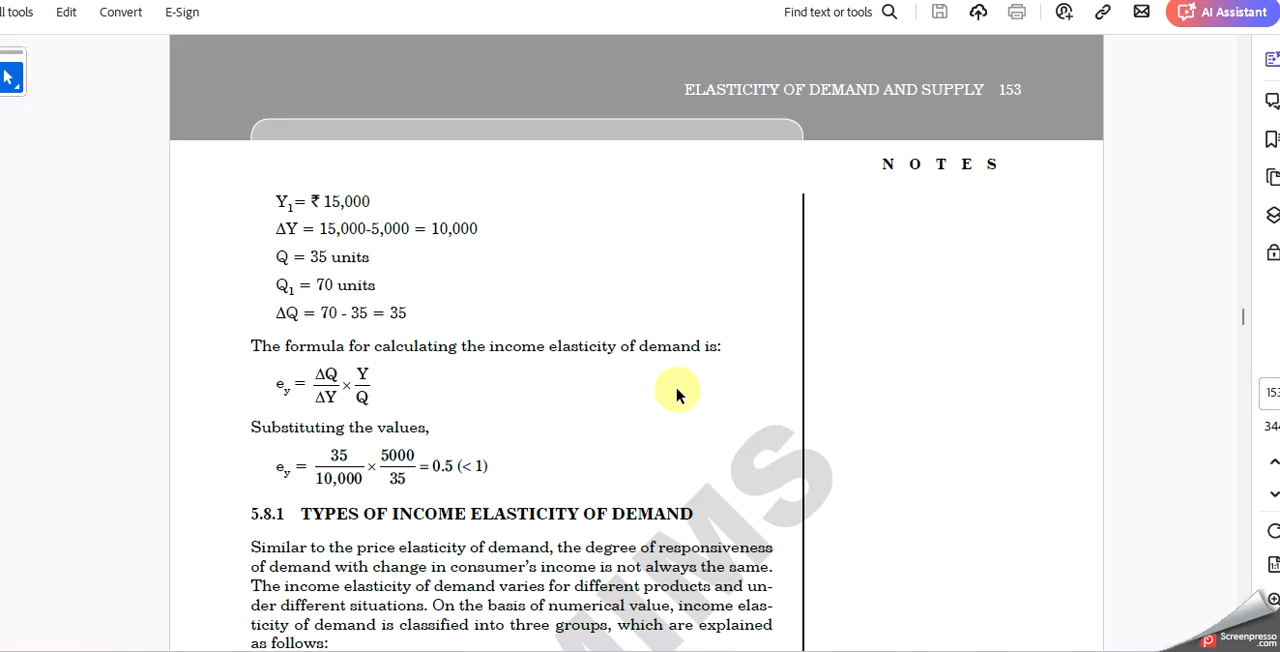 ll tools Edit Convert E-Sign Find text or tools AI Assistant
ELASTICITY OF DEMAND AND SUPPLY 153
N O T E S
Y1= ₹ 15,000
ΔY = 15,000-5,000 = 10,000
Q = 35 units
Q1 = 70 units
ΔQ = 70 - 35 = 35
The formula for calculating the income elasticity of demand is:
ey = ΔQ/ΔY × Y/Q
Substituting the values,
ey = 35/10,000 × 5000/35 = 0.5 (< 1)
5.8.1 TYPES OF INCOME ELASTICITY OF DEMAND
Similar to the price elasticity of demand, the degree of responsiveness
of demand with change in consumer's income is not always the same.
The income elasticity of demand varies for different products and un-
der different situations. On the basis of numerical value, income elas-
ticity of demand is classified into three groups, which are explained
as follows:
IMS
153
344
Screenpresso
.com